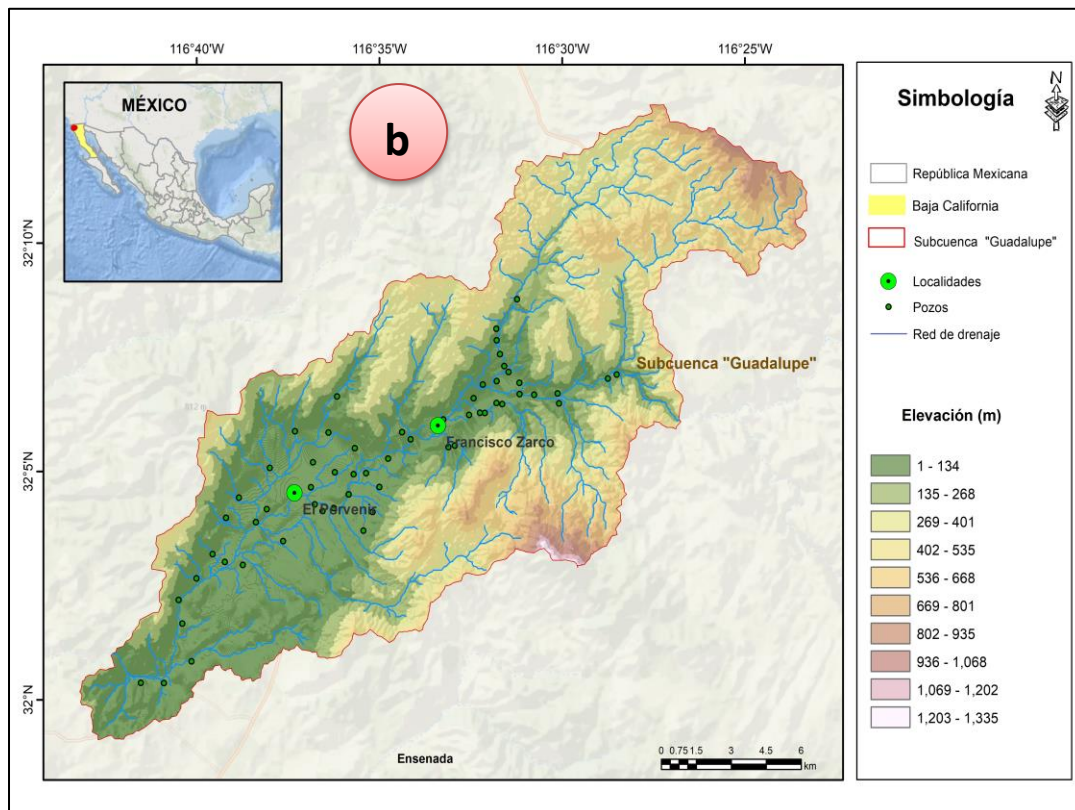 116°40'W
116°35'W
116°30'W
116°25'W
MÉXICO
b
32°10'N
32°5'N
32°N
Subcuenca "Guadalupe"
Francisco Zarco
El Porvenir
Ensenada
0 0.75 1.5 3 4.5 6
km
Simbología
N
República Mexicana
Baja California
Subcuenca "Guadalupe"
Localidades
Pozos
Red de drenaje
Elevación (m)
1 - 134
135 - 268
269 - 401
402 - 535
536 - 668
669 - 801
802 - 935
936 - 1,068
1,069 - 1,202
1,203 - 1,335